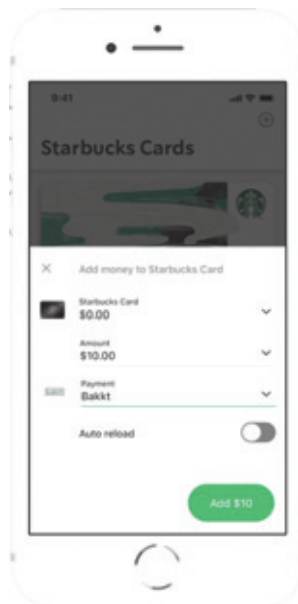 9:41
Starbucks Cards
Add money to Starbucks Card
Starbucks Card
$0.00
Amount
$10.00
Payment
Bakkt
Auto reload
Add $10